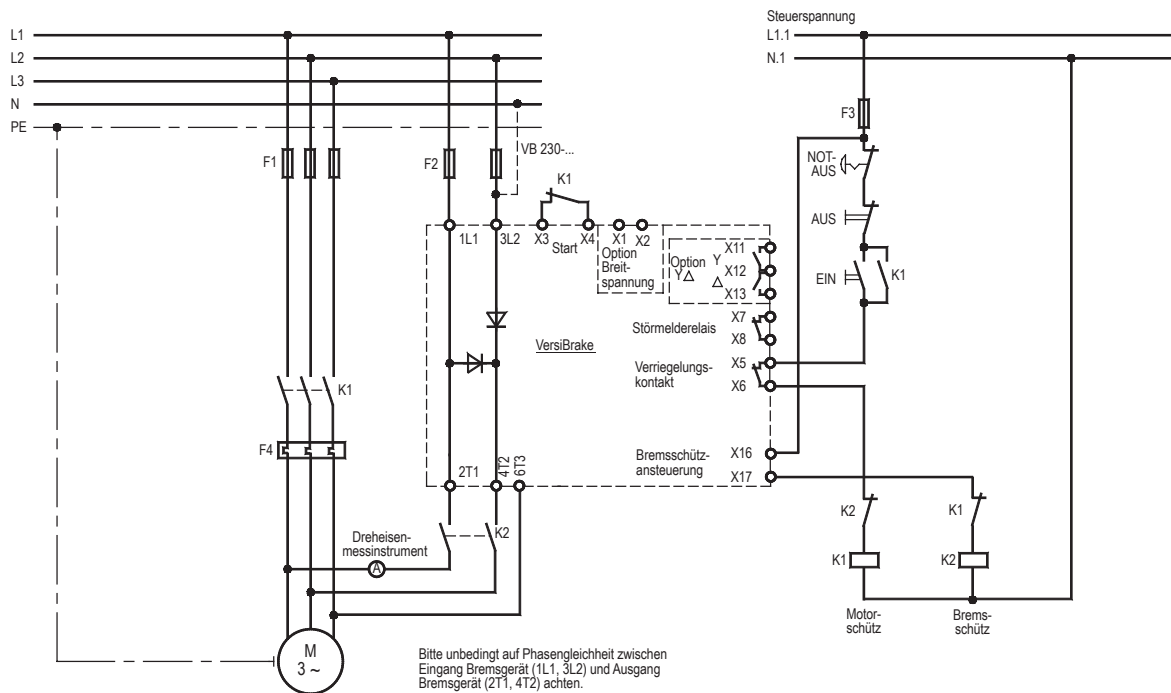 Steuerspannung
L1
L1.1
L2
N.1
L3
N
PE
F3
F1
F2
VB 230-...
NOT-
AUS
K1
AUS
1L1
3L2
X3
X4
X1
X2
Start
Option
Breit-
spannung
Option
Y△
Y
△
X11
X12
X13
EIN
K1
X7
Störmelderelais
X8
VersiBrake
X5
Verriegelungs-
kontakt
X6
K1
F4
X16
Bremsschütz-
ansteuerung
X17
2T1
4T2
6T3
K2
K2
K1
Dreheisen-
messinstrument
A
K1
K2
Motor-
schütz
Brems-
schütz
M
3 ~
Bitte unbedingt auf Phasengleichheit zwischen
Eingang Bremsgerät (1L1, 3L2) und Ausgang
Bremsgerät (2T1, 4T2) achten.